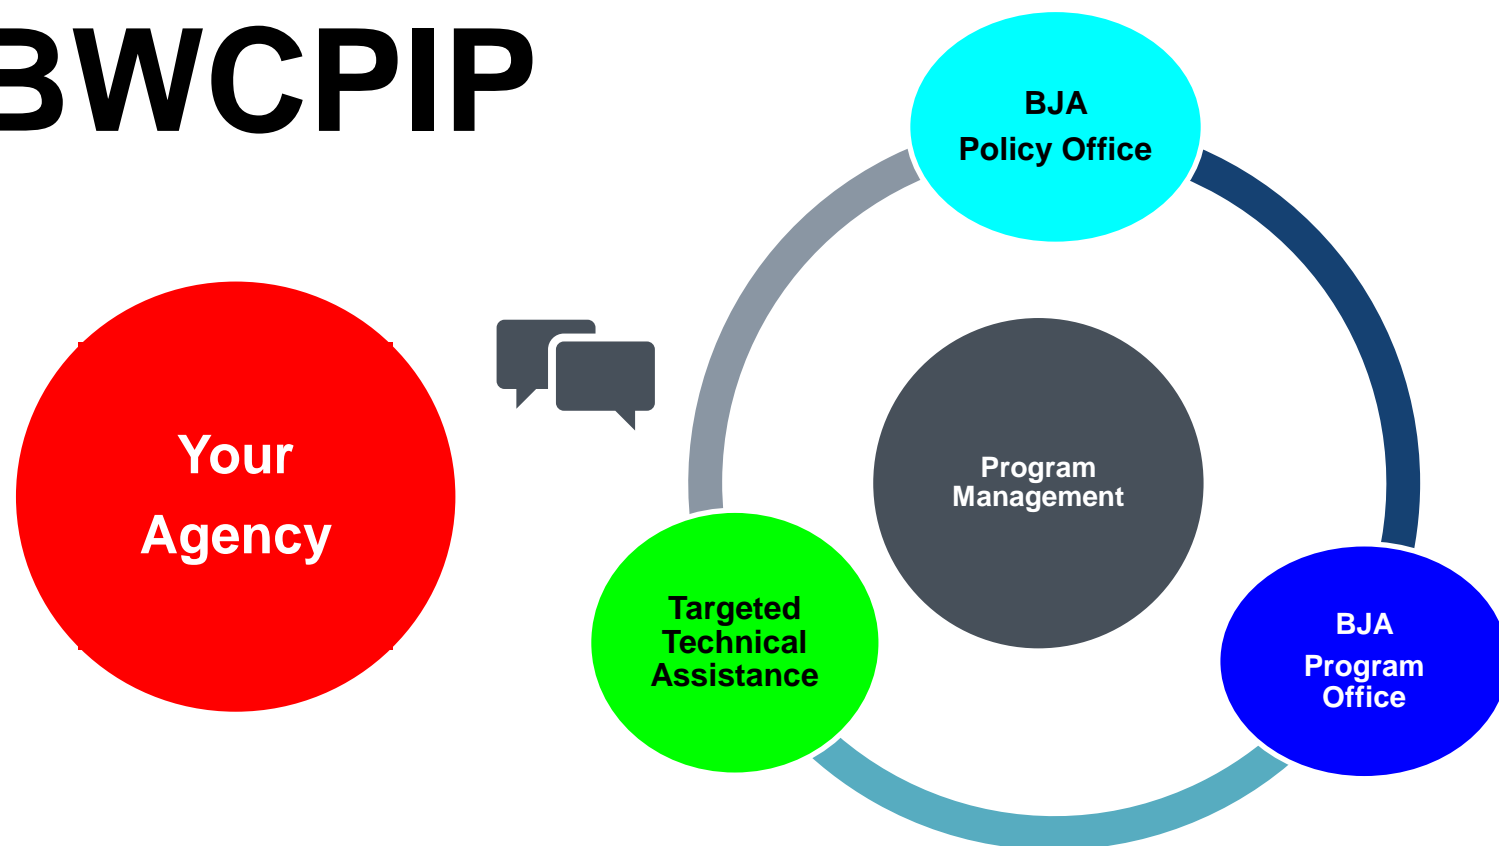 BWCPIP
BJA
Policy Office
Your
Agency
Program
Management
Targeted
Technical
Assistance
BJA
Program
Office